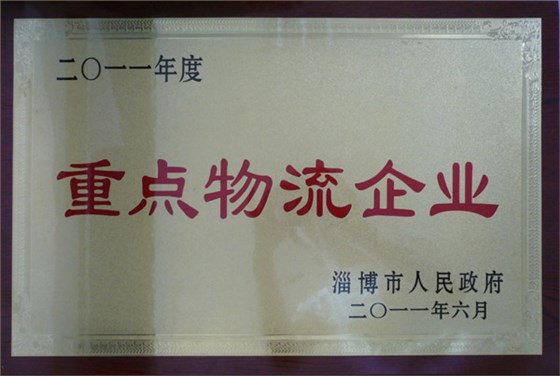 二〇一一年度
重点物流企业
淄博市人民政府
二〇一一年六月